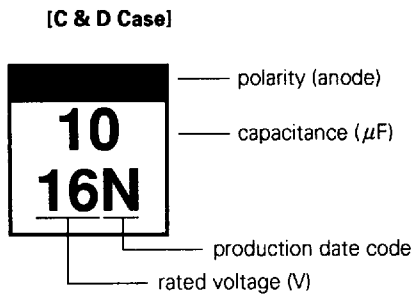 [C & D Case]
polarity (anode)
10
capacitance (μF)
16N
production date code
rated voltage (V)